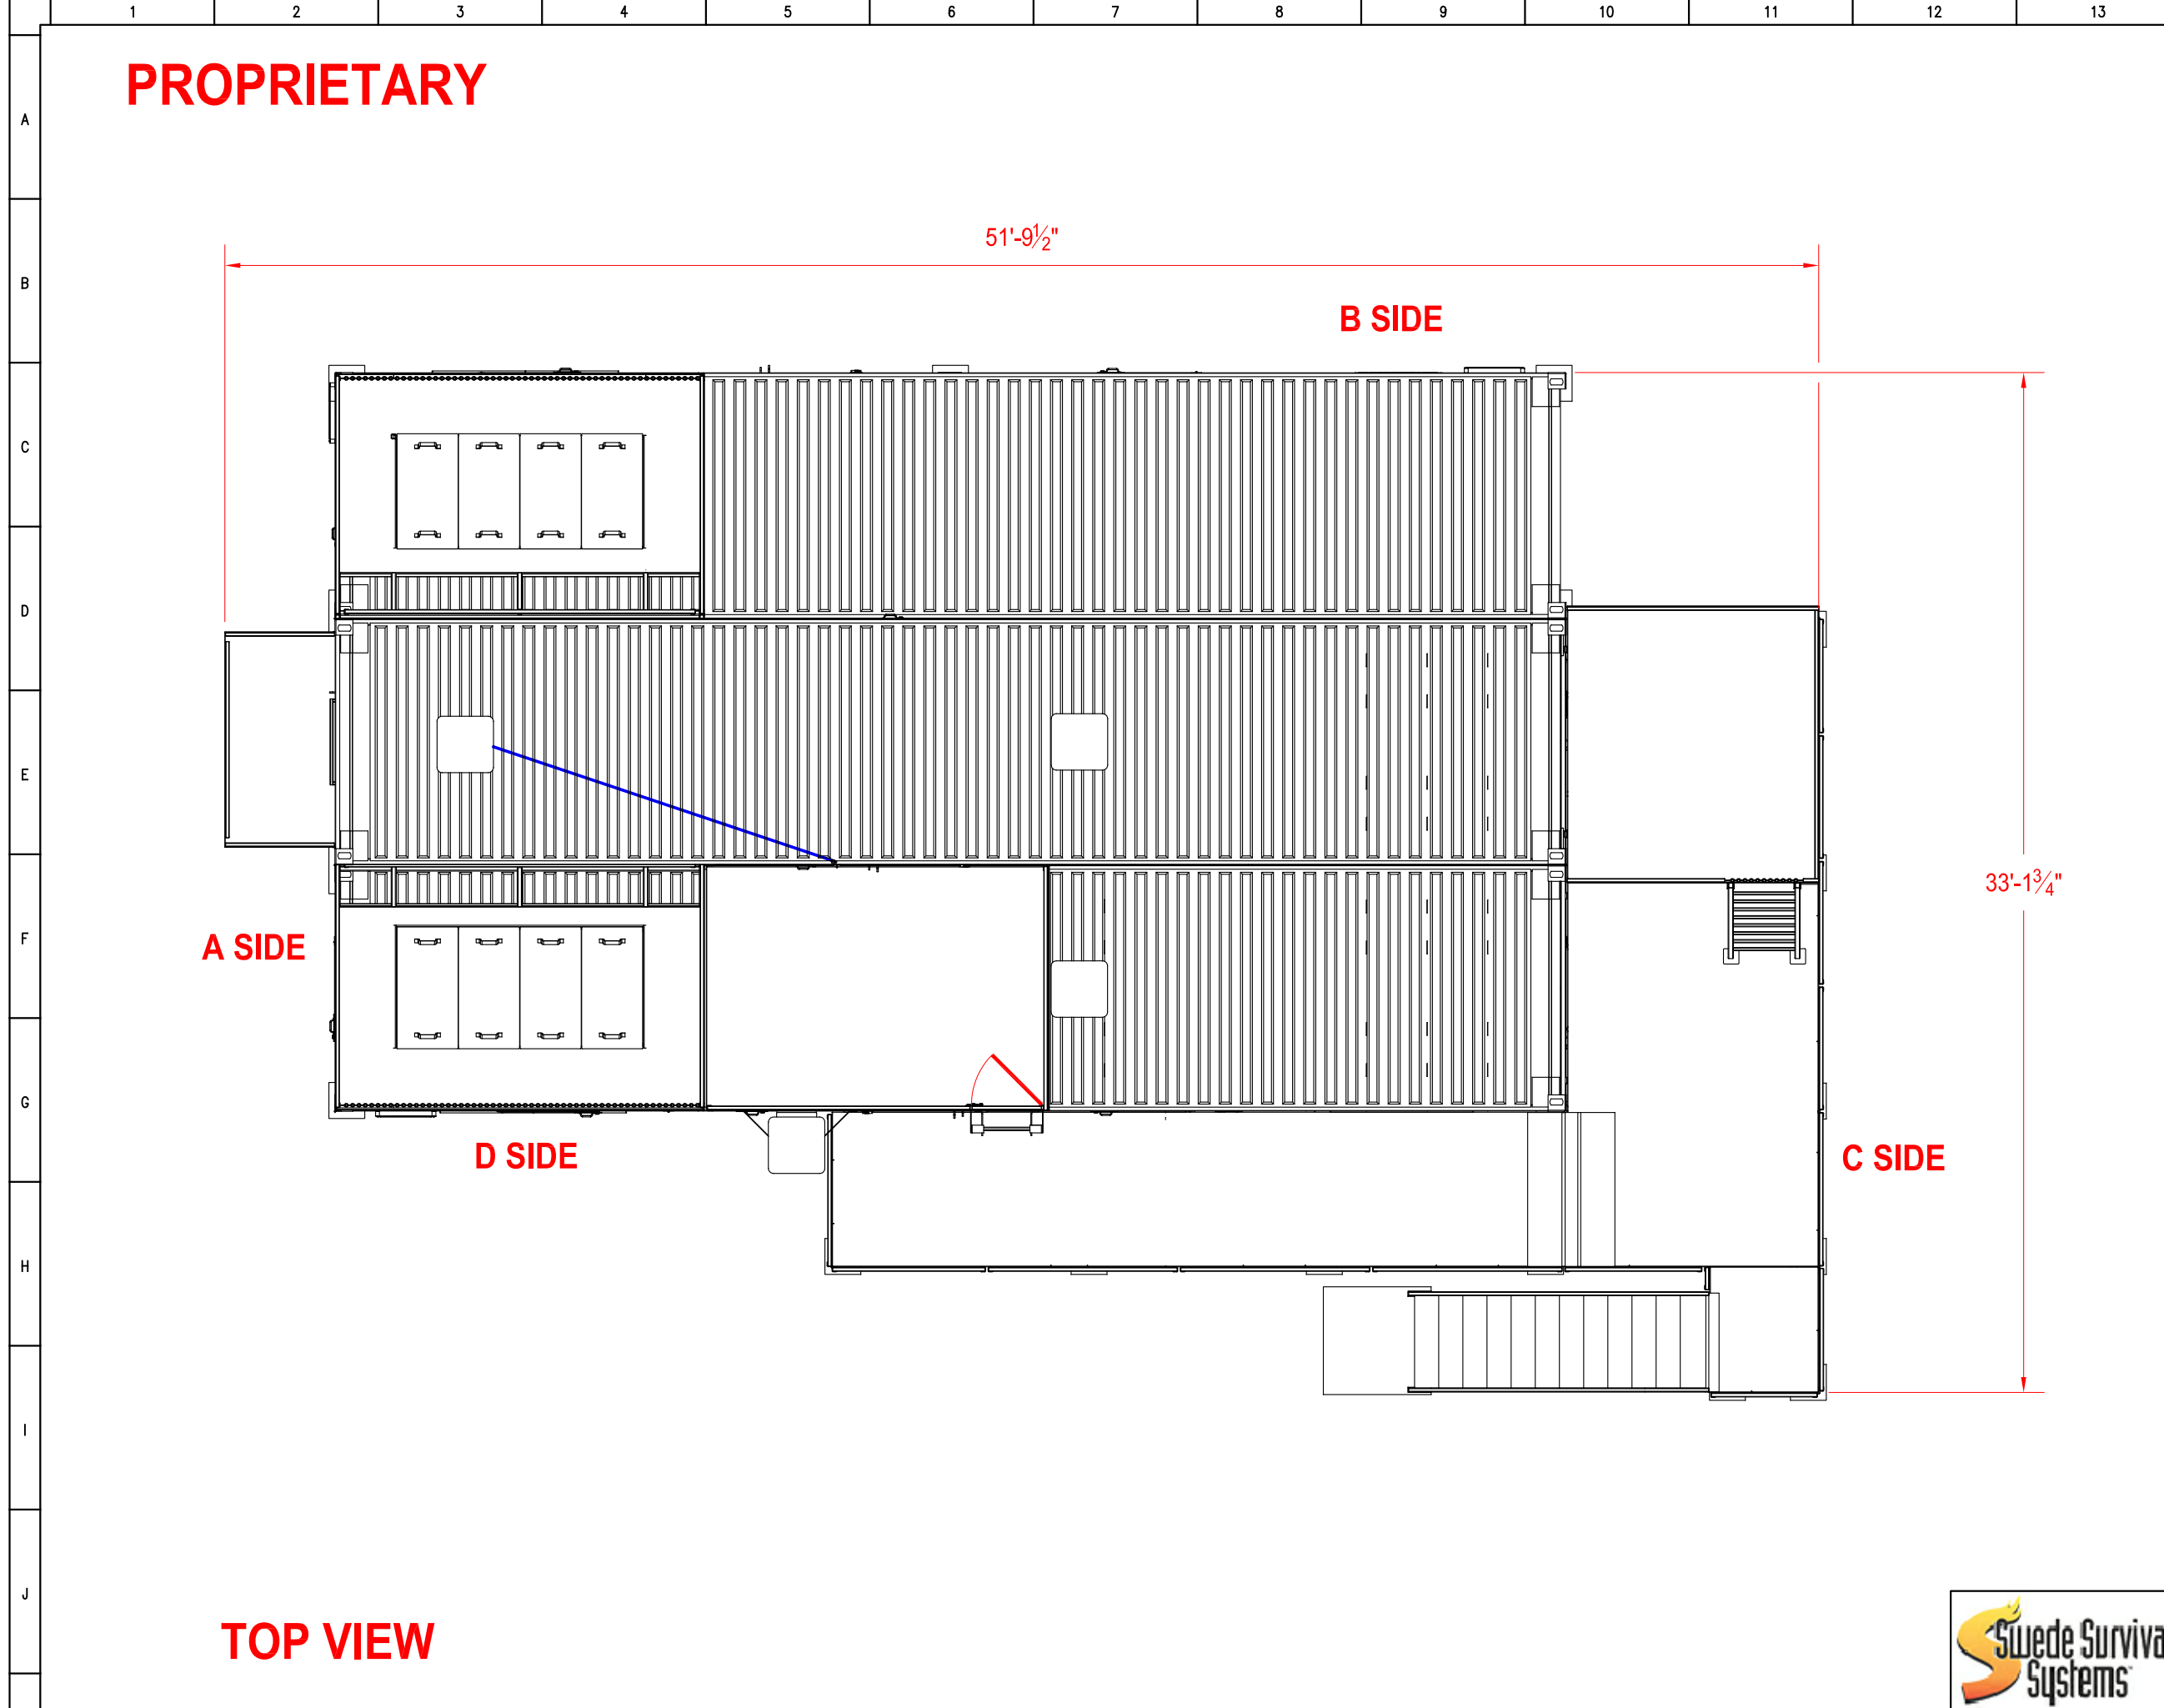 1 2 3 4 5 6 7 8 9 10 11 12 13
PROPRIETARY
A
51'-9½"
B
B SIDE
C
D
E
33'-1¾"
F
A SIDE
G
D SIDE
C SIDE
H
I
J
TOP VIEW
Swede Surviva
Systems